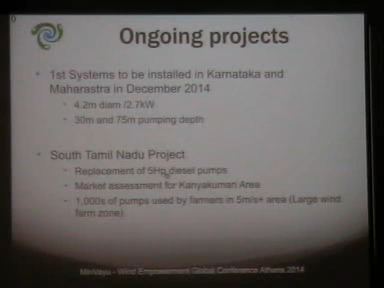 Ongoing projects
1st Systems to be installed in Karnataka and
Maharastra in December 2014
4.2m diam /2.7kW
30m and 75m pumping depth
South Tamil Nadu Project
Replacement of 5Hp diesel pumps
Market assessment for Kanyakumari Area
1,000s of pumps used by farmers in 5m/s+ area (Large wind
farm zone)
Wind Empowerment Global Conference Athens 2014